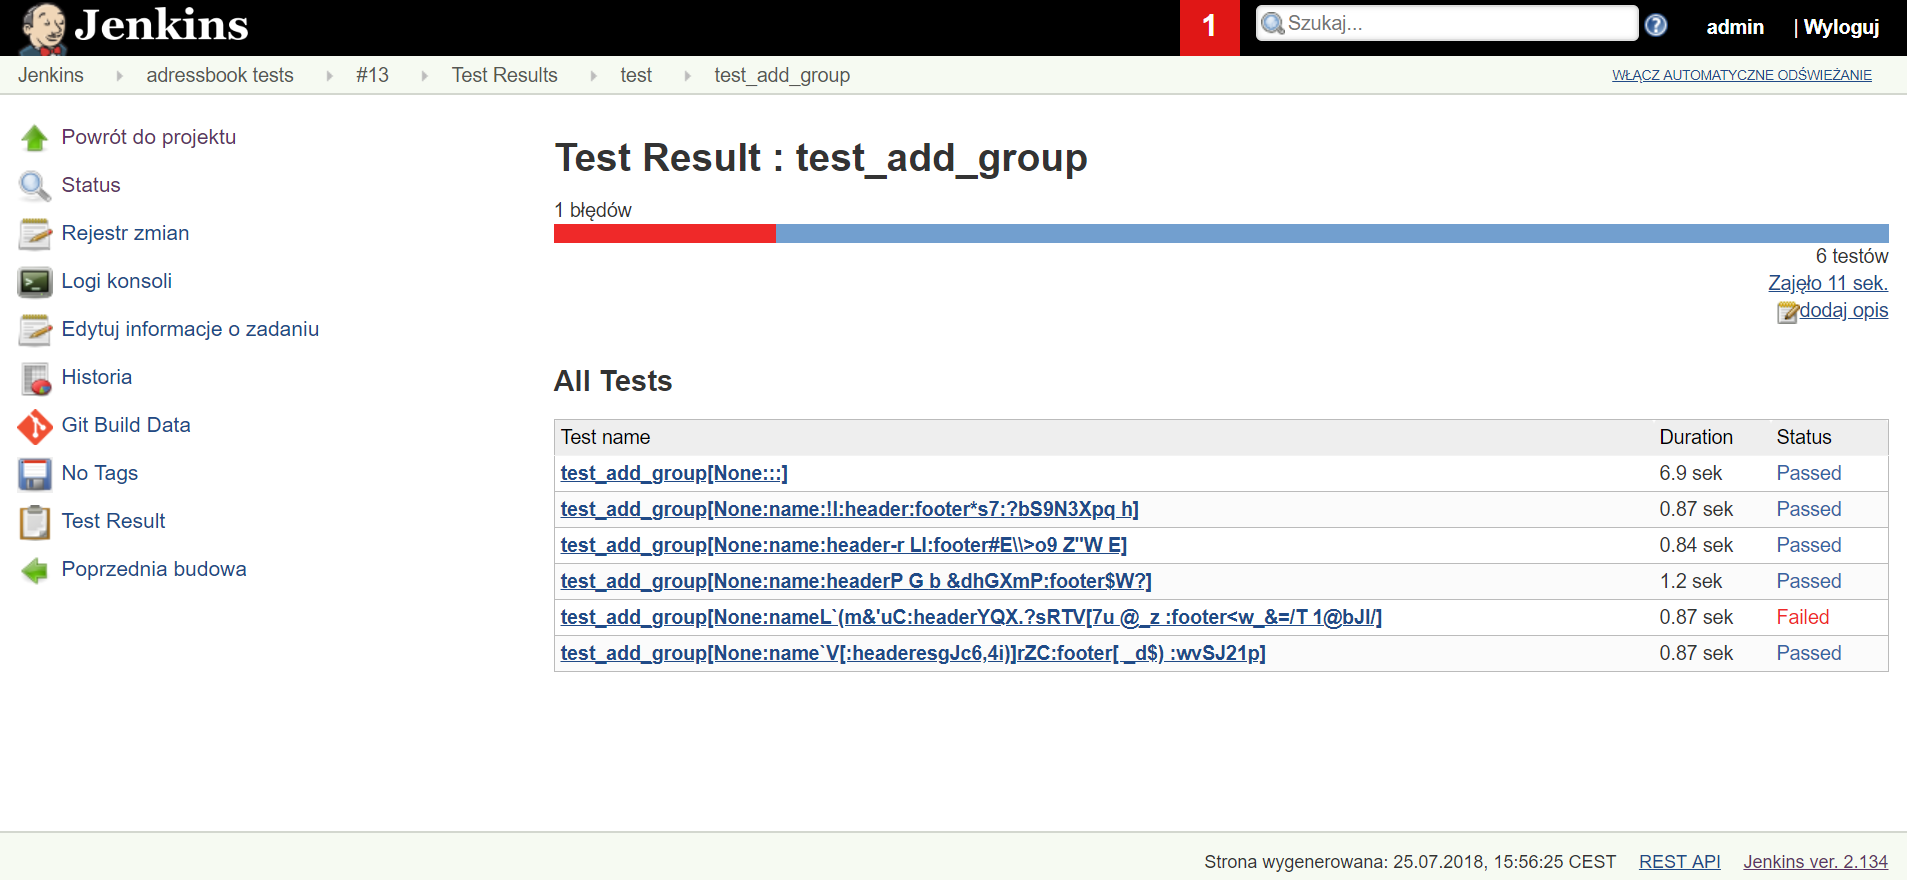 Jenkins
1
Szukaj...
admin
| Wyloguj
Jenkins
adressbook tests
#13
Test Results
test
test_add_group
WŁĄCZ AUTOMATYCZNE ODŚWIEŻANIE
Powrót do projektu
Status
Rejestr zmian
Logi konsoli
Edytuj informacje o zadaniu
Historia
Git Build Data
No Tags
Test Result
Poprzednia budowa
Test Result : test_add_group
1 błędów
6 testów
Zajęło 11 sek.
dodaj opis
All Tests
Test name Duration Status
test_add_group[None:::] 6.9 sek Passed
test_add_group[None:name:!l:header:footer*s7:?bS9N3Xpq h] 0.87 sek Passed
test_add_group[None:name:header-r Ll:footer#E\\>o9 Z"W E] 0.84 sek Passed
test_add_group[None:name:headerP G b &dhGXmP:footer$W?] 1.2 sek Passed
test_add_group[None:nameL`(m&'uC:headerYQX.?sRTV[7u @_z :footer<w_&=/T 1@bJl/] 0.87 sek Failed
test_add_group[None:name`V[:headeresgJc6,4i)]rZC:footer[ _d$) :wvSJ21p] 0.87 sek Passed
Strona wygenerowana: 25.07.2018, 15:56:25 CEST
REST API
Jenkins ver. 2.134